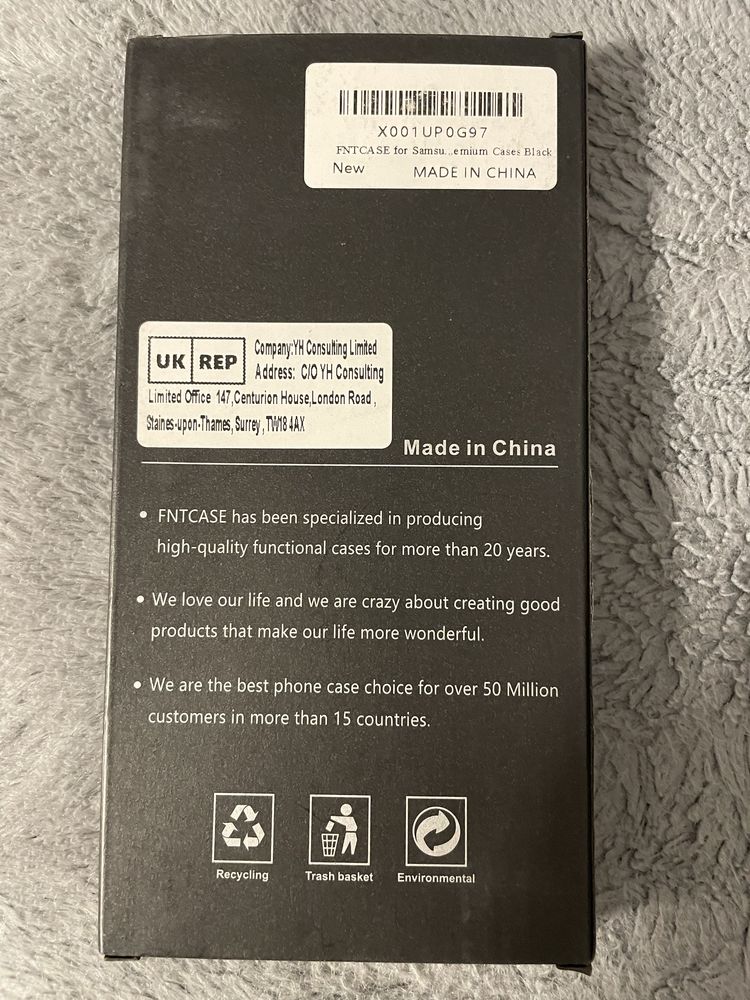 X001UP0G97
FNTCASE for Samsu...emium Cases Black
New
MADE IN CHINA
UK REP
Company:YH Consulting Limited
Address: C/O YH Consulting
Limited Office 147,Centurion House,London Road ,
Staines-upon-Thames, Surrey , TW18 4AX
Made in China
• FNTCASE has been specialized in producing
high-quality functional cases for more than 20 years.
• We love our life and we are crazy about creating good
products that make our life more wonderful.
• We are the best phone case choice for over 50 Million
customers in more than 15 countries.
Recycling
Trash basket
Environmental